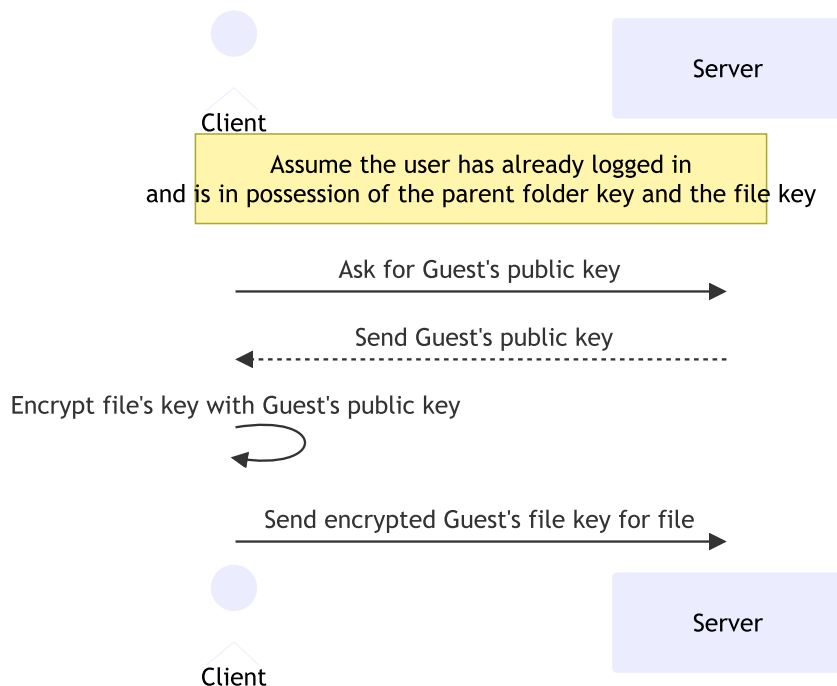 Client
Server
Assume the user has already logged in
and is in possession of the parent folder key and the file key
Ask for Guest's public key
Send Guest's public key
Encrypt file's key with Guest's public key
Send encrypted Guest's file key for file
Client
Server